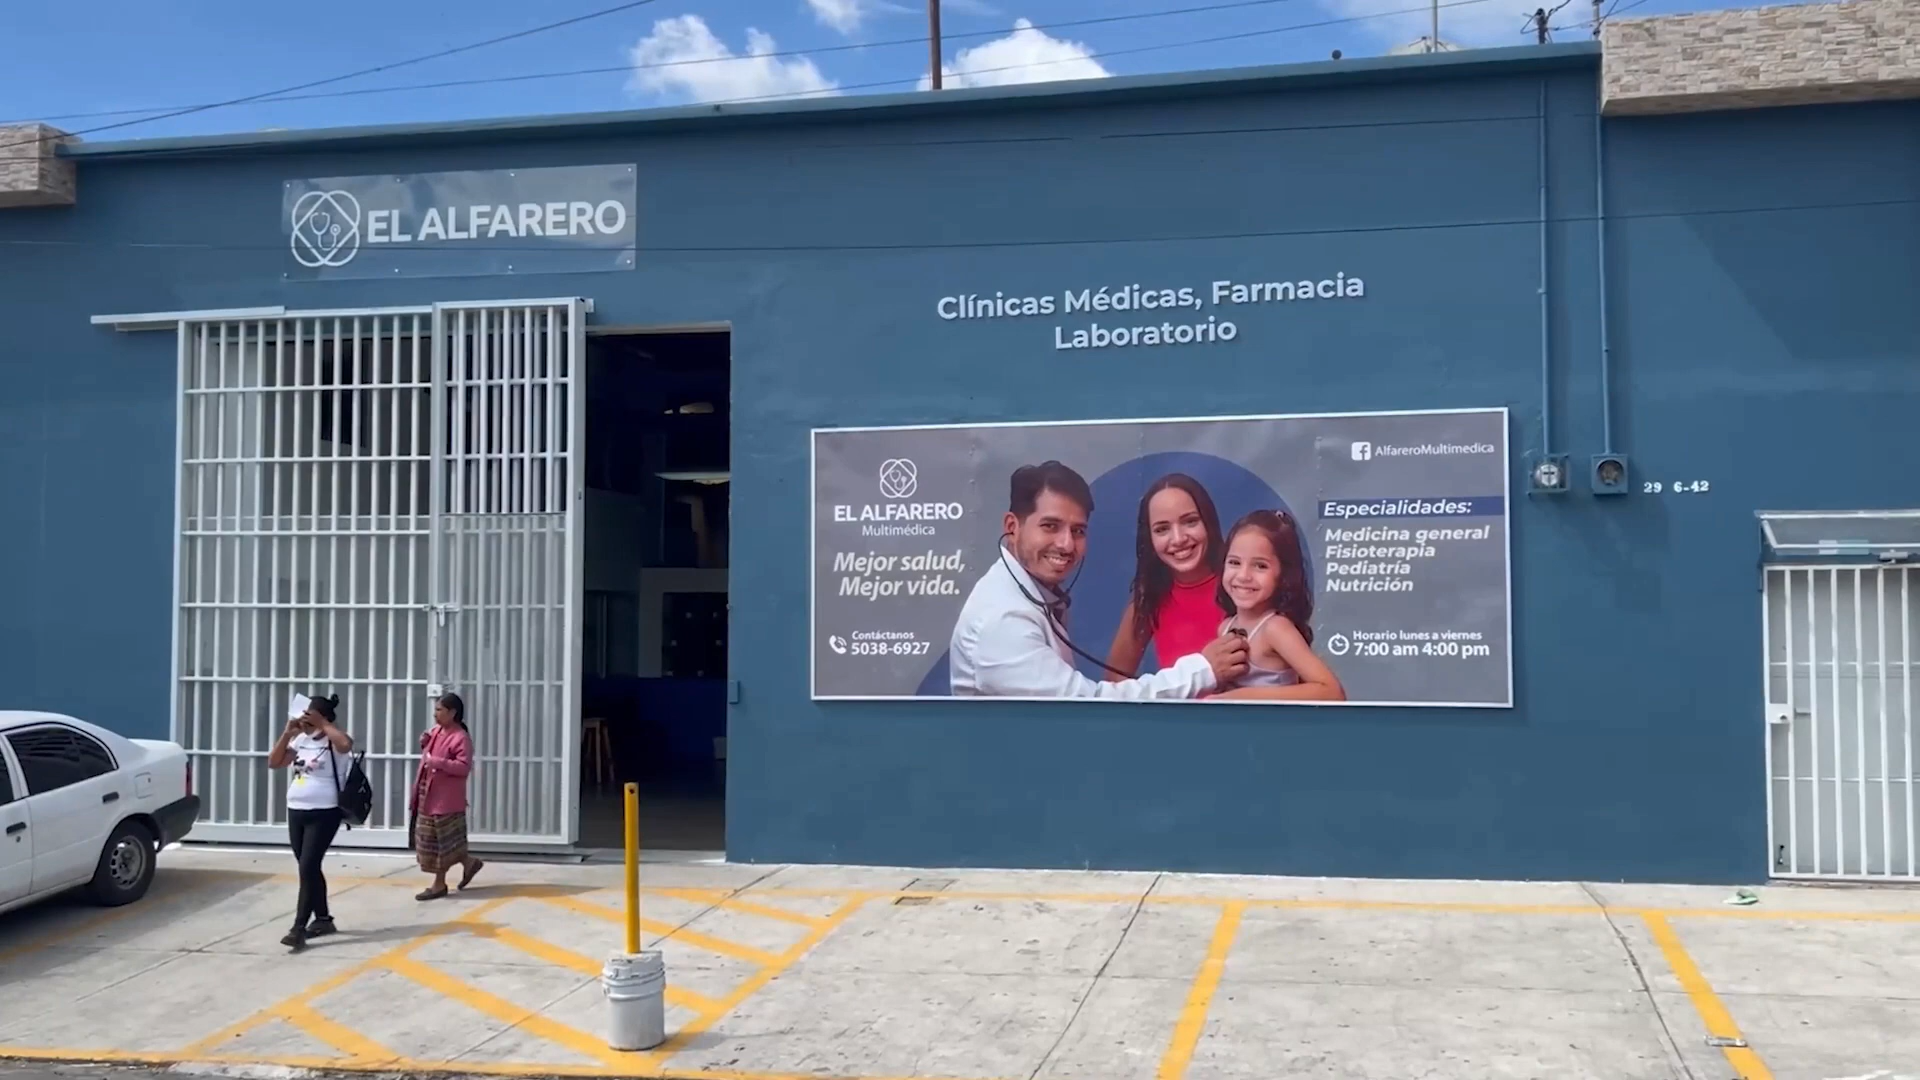 EL ALFARERO
Clínicas Médicas, Farmacia
Laboratorio
EL ALFARERO
Multimédica
Mejor salud,
Mejor vida.
Contáctanos
5038-6927
AlfareroMultimedica
Especialidades:
Medicina general
Fisioterapia
Pediatría
Nutrición
Horario lunes a viernes
7:00 am 4:00 pm
29 6-42